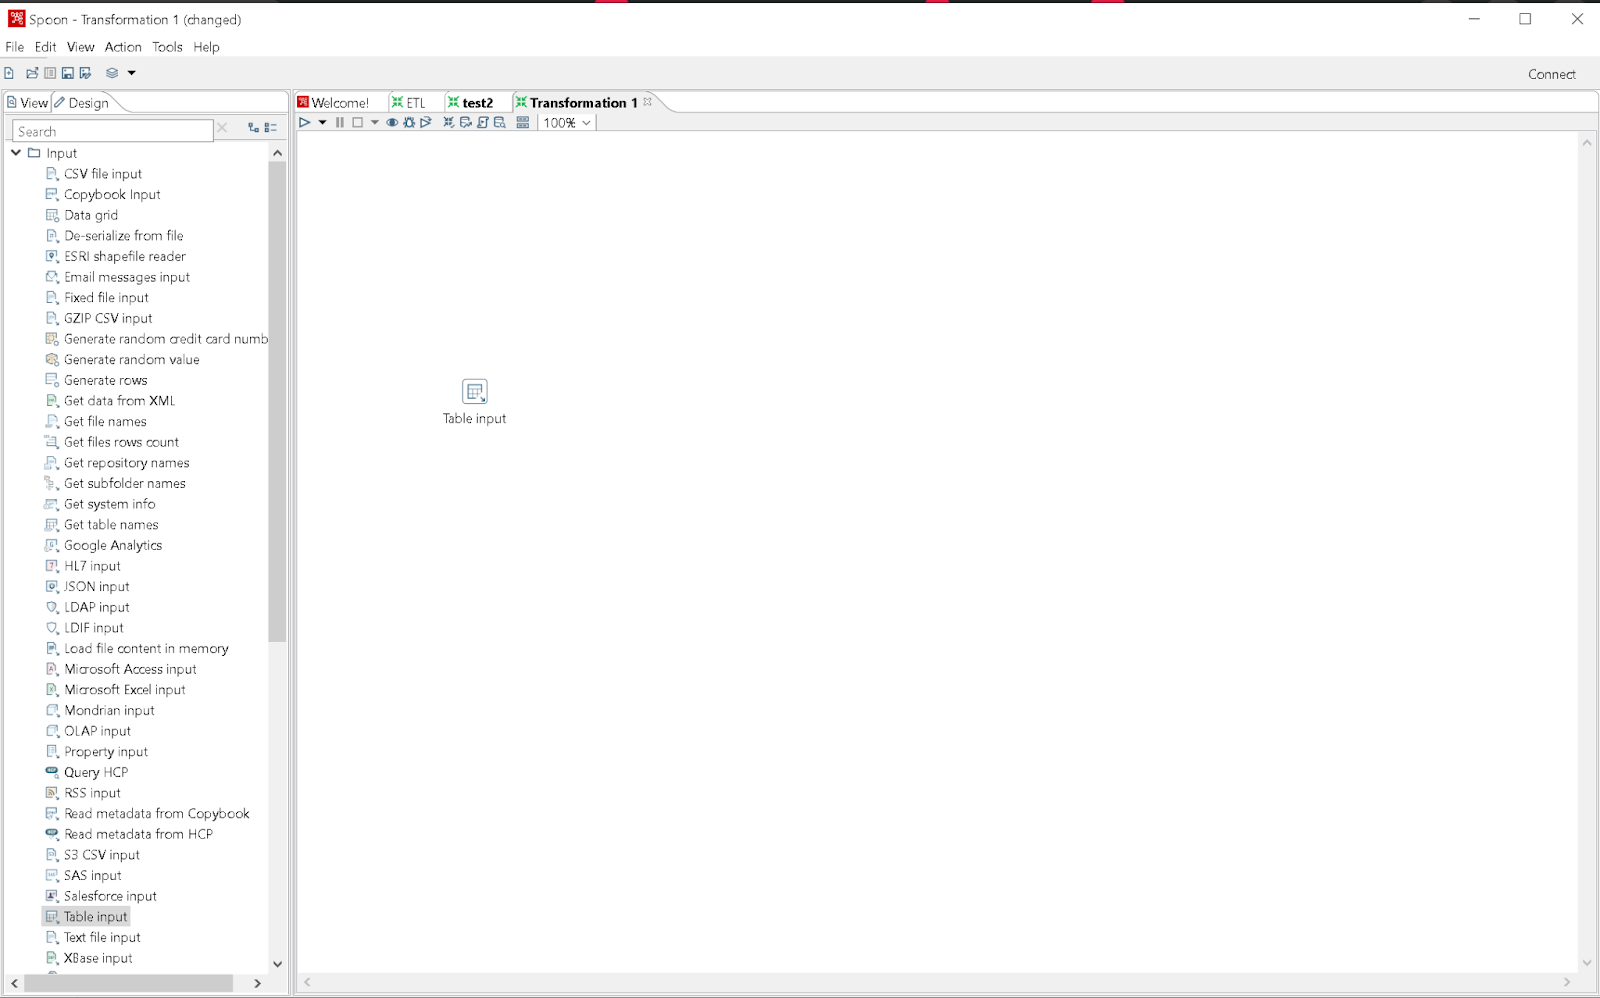 Spoon - Transformation 1 (changed)
File Edit View Action Tools Help
Connect
View Design
Welcome! ETL test2 Transformation 1
Search
100%
Input
CSV file input
Copybook Input
Data grid
De-serialize from file
ESRI shapefile reader
Email messages input
Fixed file input
GZIP CSV input
Generate random credit card numb
Generate random value
Generate rows
Get data from XML
Get file names
Get files rows count
Get repository names
Get subfolder names
Get system info
Get table names
Google Analytics
HL7 input
JSON input
LDAP input
LDIF input
Load file content in memory
Microsoft Access input
Microsoft Excel input
Mondrian input
OLAP input
Property input
Query HCP
RSS input
Read metadata from Copybook
Read metadata from HCP
S3 CSV input
SAS input
Salesforce input
Table input
Text file input
XBase input
Table input